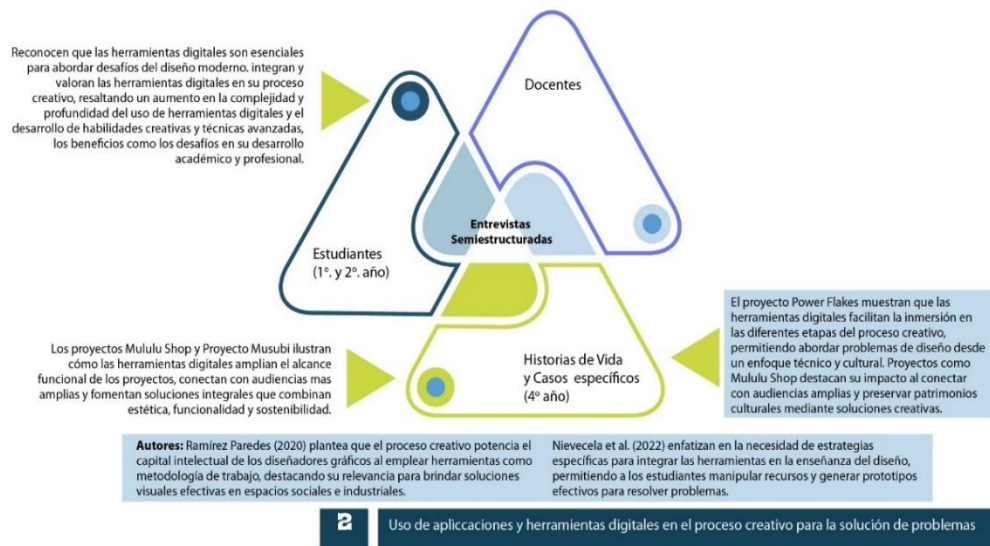 Reconocen que las herramientas digitales son esenciales
para abordar desafíos del diseño moderno. integran y
valoran las herramientas digitales en su proceso
creativo, resaltando un aumento en la complejidad y
profundidad del uso de herramientas digitales y el
desarrollo de habilidades creativas y técnicas avanzadas,
los beneficios como los desafíos en su desarrollo
académico y profesional.
Docentes
Entrevistas
Semiestructuradas
Estudiantes
(1°. y 2°. año)
Los proyectos Mululu Shop y Proyecto Musubi ilustran
cómo las herramientas digitales amplian el alcance
funcional de los proyectos, conectan con audiencias mas
amplias y fomentan soluciones integrales que combinan
estética, funcionalidad y sostenibilidad.
Historias de Vida
y Casos específicos
(4º año)
El proyecto Power Flakes muestran que las
herramientas digitales facilitan la inmersión en
las diferentes etapas del proceso creativo,
permitiendo abordar problemas de diseño desde
un enfoque técnico y cultural. Proyectos como
Mululu Shop destacan su impacto al conectar
con audiencias amplias y preservar patrimonios
culturales mediante soluciones creativas.
Autores: Ramírez Paredes (2020) plantea que el proceso creativo potencia el
capital intelectual de los diseñadores gráficos al emplear herramientas como
metodología de trabajo, destacando su relevancia para brindar soluciones
visuales efectivas en espacios sociales e industriales.
Nievecela et al. (2022) enfatizan en la necesidad de estrategias
específicas para integrar las herramientas en la enseñanza del diseño,
permitiendo a los estudiantes manipular recursos y generar prototipos
efectivos para resolver problemas.
2 Uso de apliccaciones y herramientas digitales en el proceso creativo para la solución de problemas